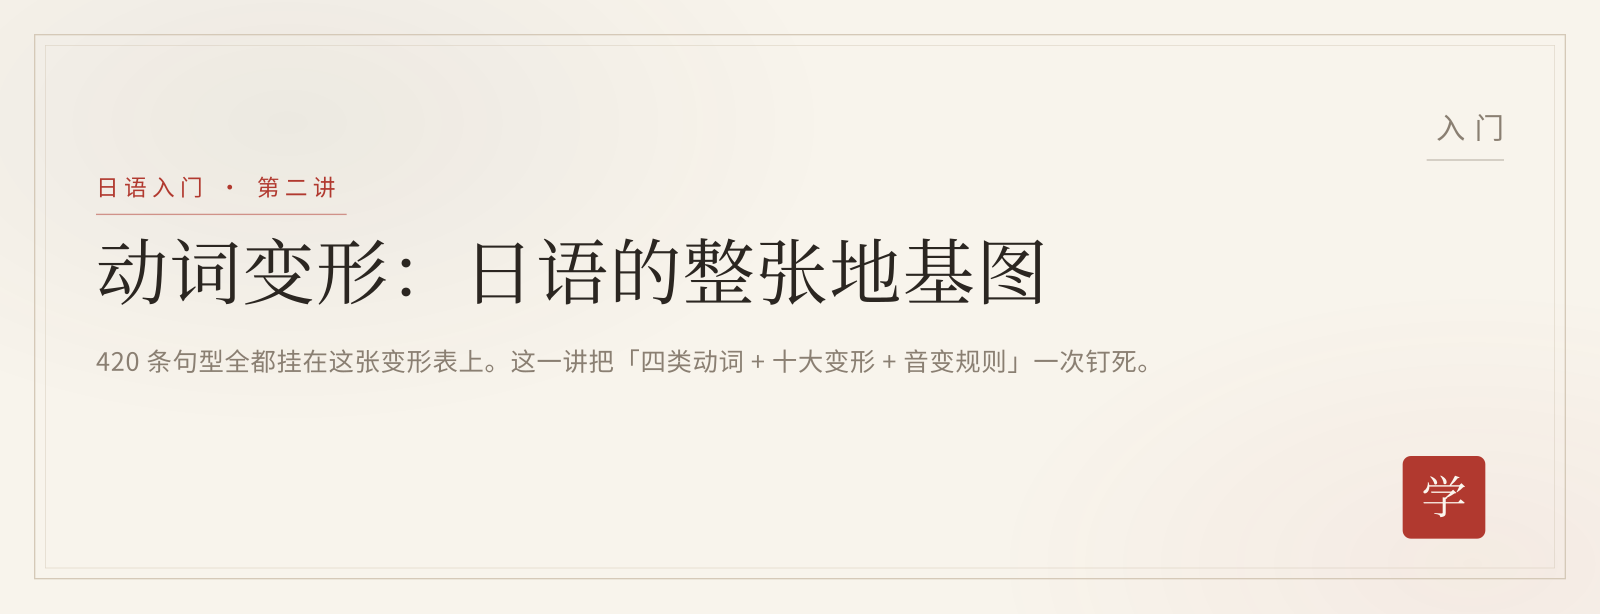 入门
日语入门 · 第二讲
动词变形：日语的整张地基图
420 条句型全都挂在这张变形表上。这一讲把「四类动词 + 十大变形 + 音变规则」一次钉死。
学